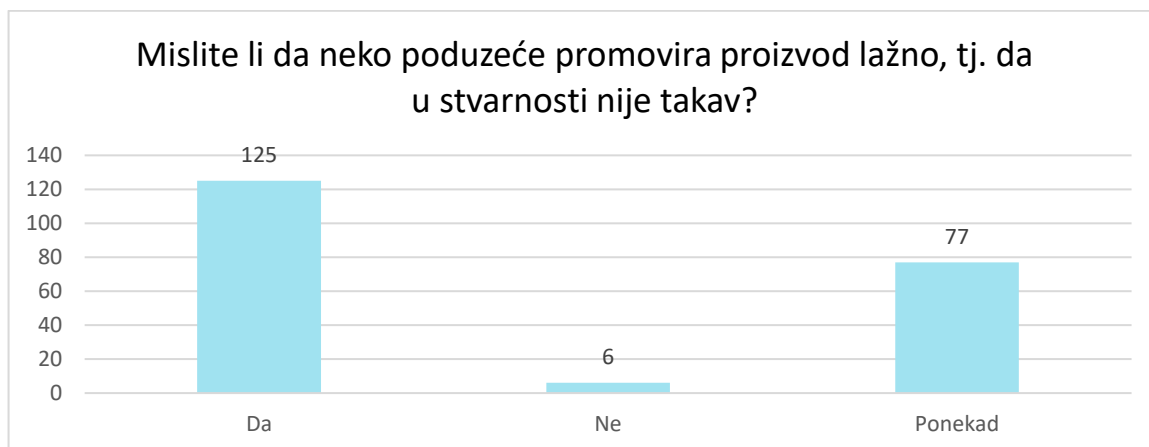 Mislite li da neko poduzeće promovira proizvod lažno, tj. da
u stvarnosti nije takav?
140
120
100
80
60
40
20
0
125
6
77
Da
Ne
Ponekad